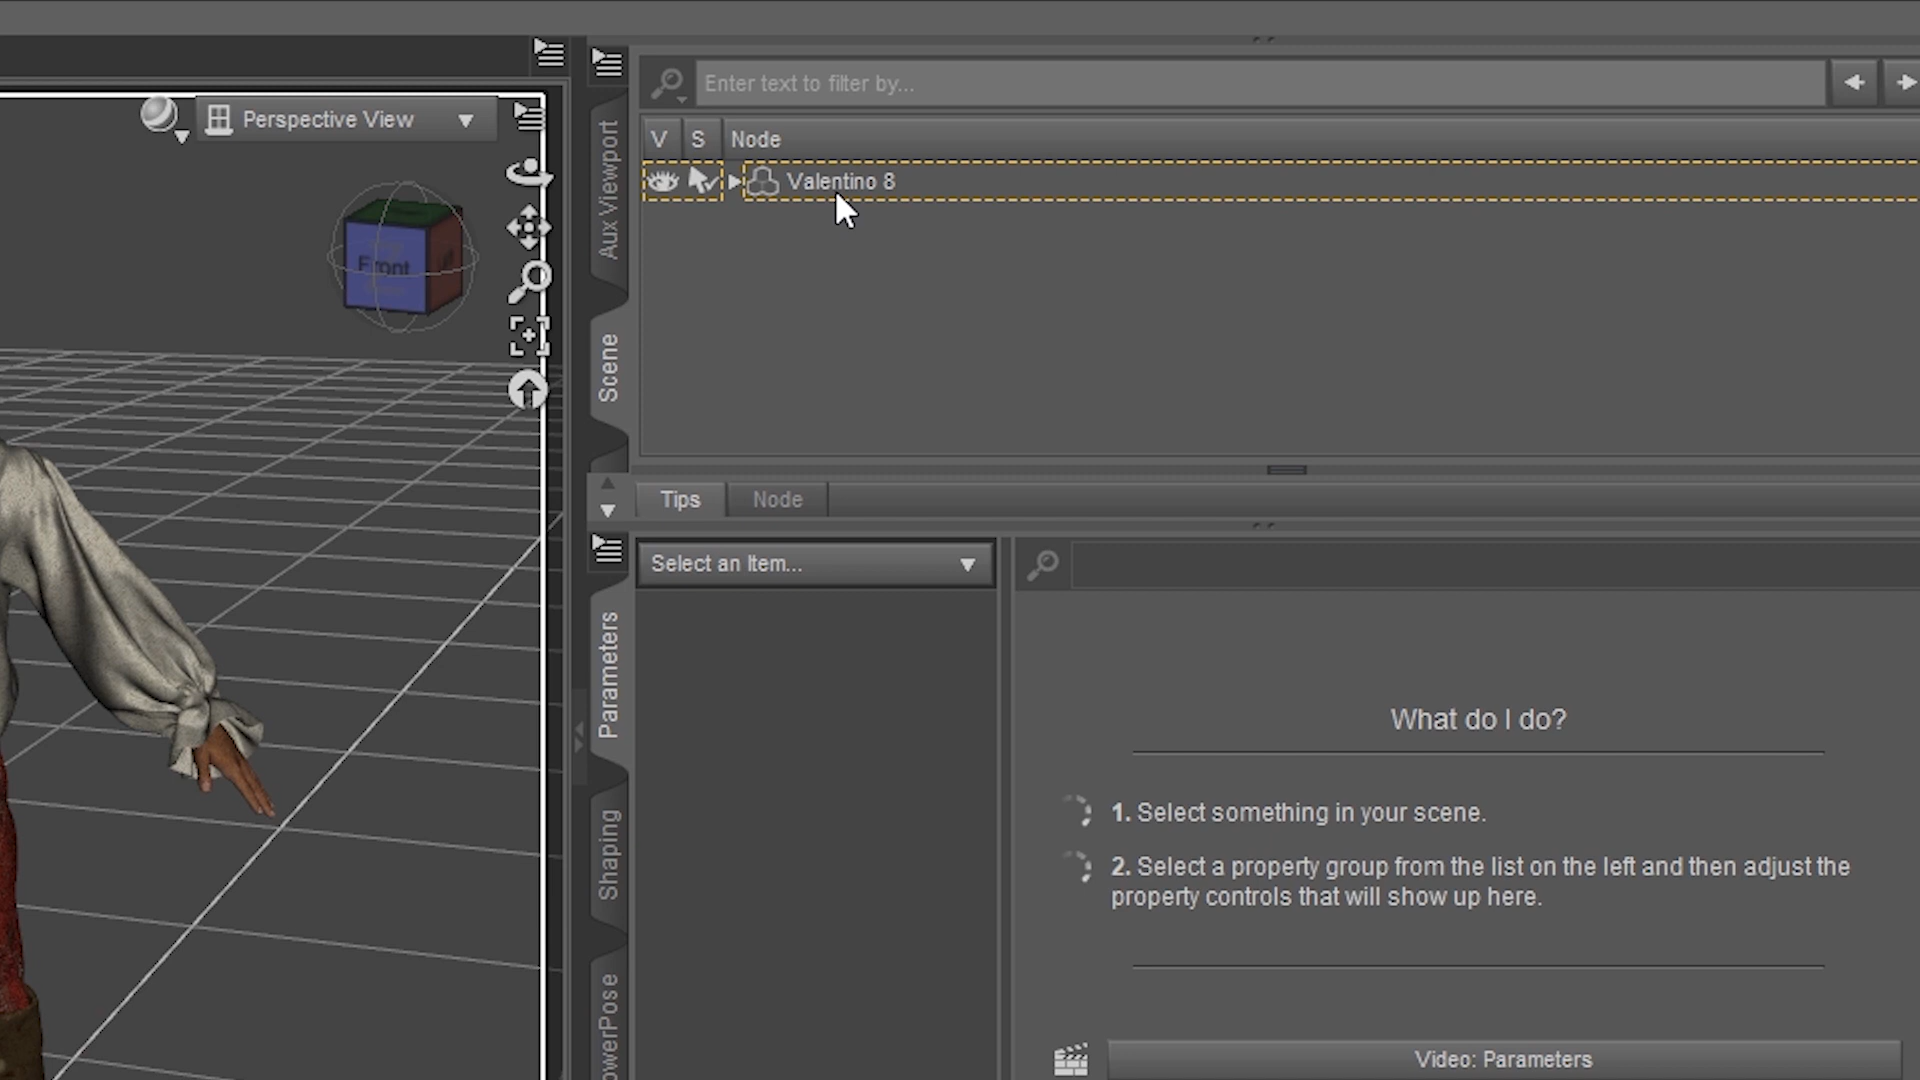 Enter text to filter by...
Perspective View
V S Node
Valentino 8
Aux Viewport
Front
Scene
Tips Node
Select an Item...
Parameters
What do I do?
1. Select something in your scene.
2. Select a property group from the list on the left and then adjust the
property controls that will show up here.
Shaping
owerPose
Video: Parameters